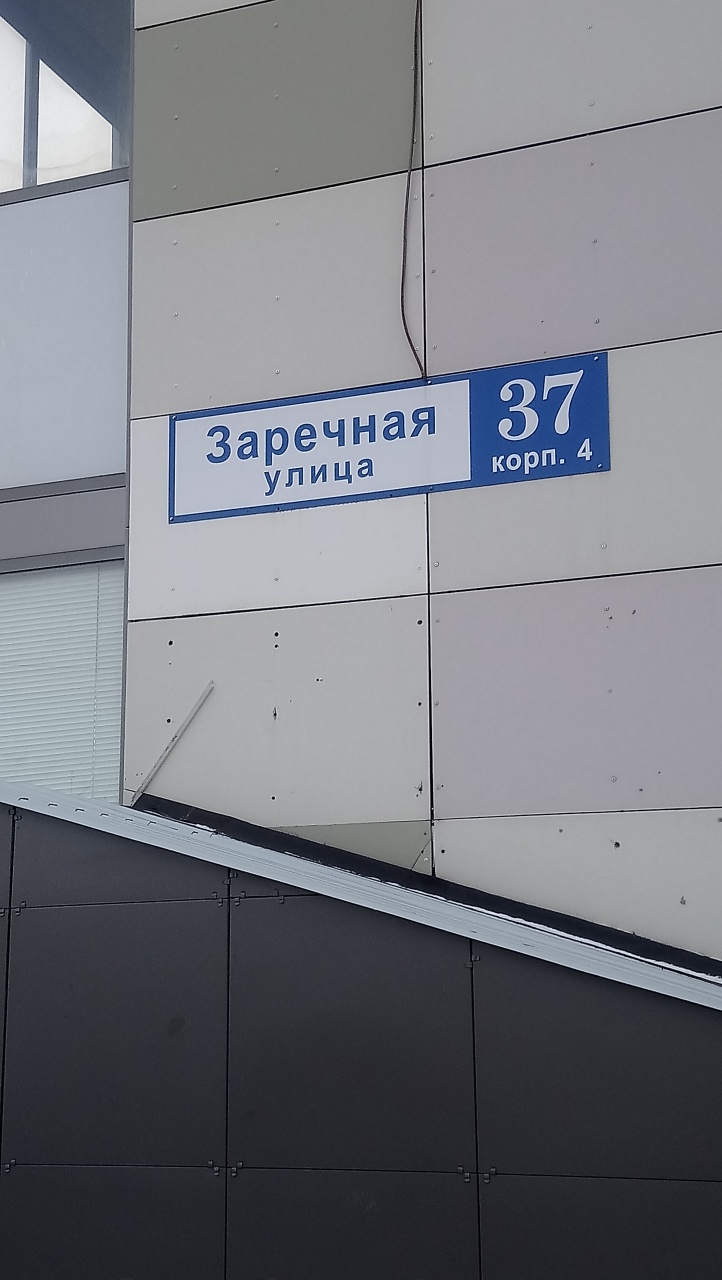 Заречная
улица
37
корп. 4